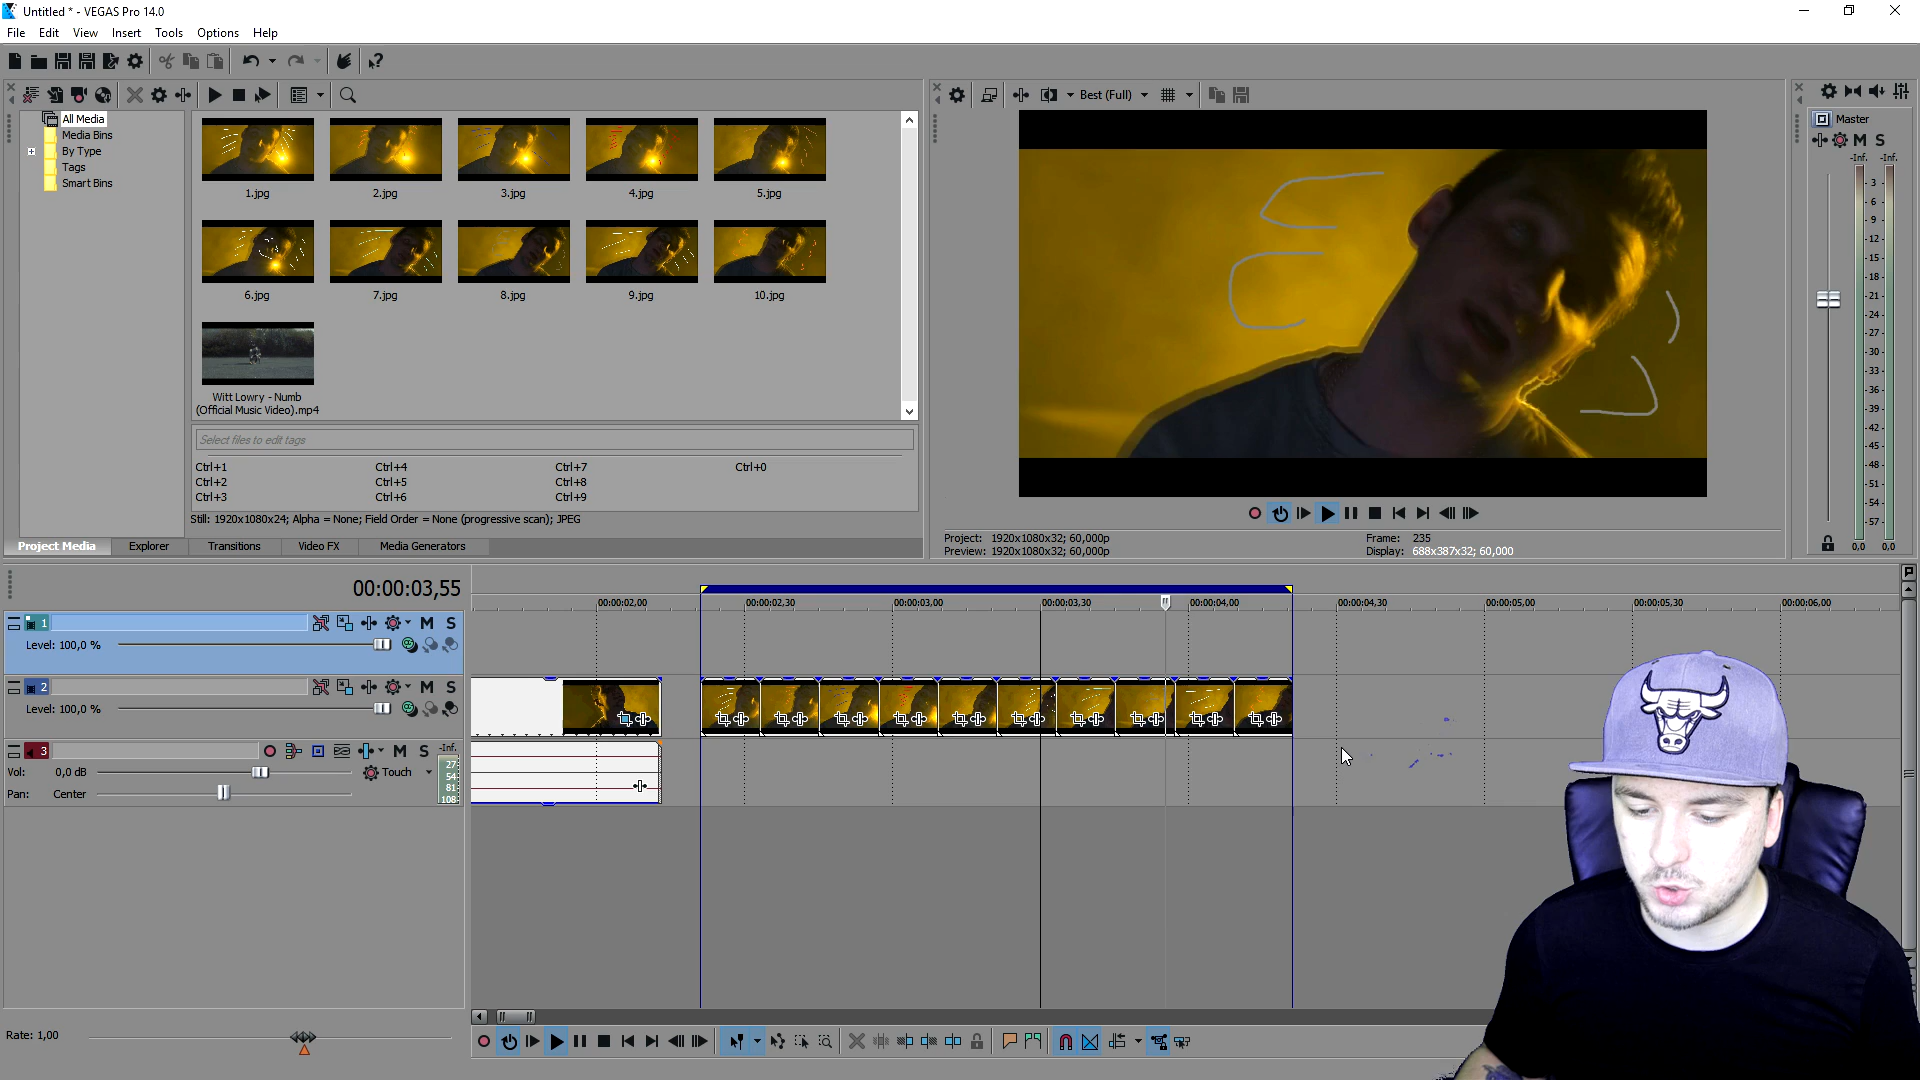 Untitled * - VEGAS Pro 14.0
File Edit View Insert Tools Options Help
Best (Full)
All Media
Media Bins
By Type
Tags
Smart Bins
1.jpg 2.jpg 3.jpg 4.jpg 5.jpg
6.jpg 7.jpg 8.jpg 9.jpg 10.jpg
Witt Lowry - Numb
(Official Music Video).mp4
Select files to edit tags
Ctrl+1 Ctrl+4 Ctrl+7 Ctrl+0
Ctrl+2 Ctrl+5 Ctrl+8
Ctrl+3 Ctrl+6 Ctrl+9
Still: 1920x1080x24; Alpha = None; Field Order = None (progressive scan); JPEG
Project Media Explorer Transitions Video FX Media Generators
Project: 1920x1080x32; 60,000p Frame: 235
Preview: 1920x1080x32; 60,000p Display: 688x387x32; 60,000
Master
M S
-Inf. -Inf.
3
6
9
12
15
18
21
24
27
30
33
36
39
42
45
48
51
54
57
0,0 0,0
00:00:03,55
00:00:02,00 00:00:02,30 00:00:03,00 00:00:03,30 00:00:04,00 00:00:04,30 00:00:05,00 00:00:05,30 00:00:06,00
1 M S
Level: 100,0 %
2 M S
Level: 100,0 %
3 M S -Inf.
Vol: 0,0 dB Touch
Pan: Center
27
54
81
108
Rate: 1,00